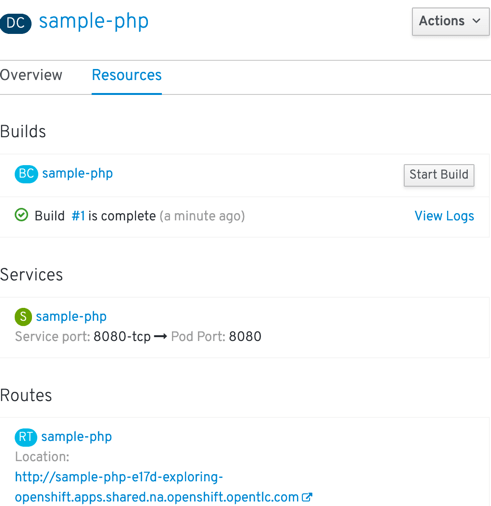 DC sample-php Actions
Overview Resources
Builds
BC sample-php Start Build
Build #1 is complete (a minute ago) View Logs
Services
S sample-php
Service port: 8080-tcp → Pod Port: 8080
Routes
RT sample-php
Location:
http://sample-php-e17d-exploring-
openshift.apps.shared.na.openshift.opentlc.com